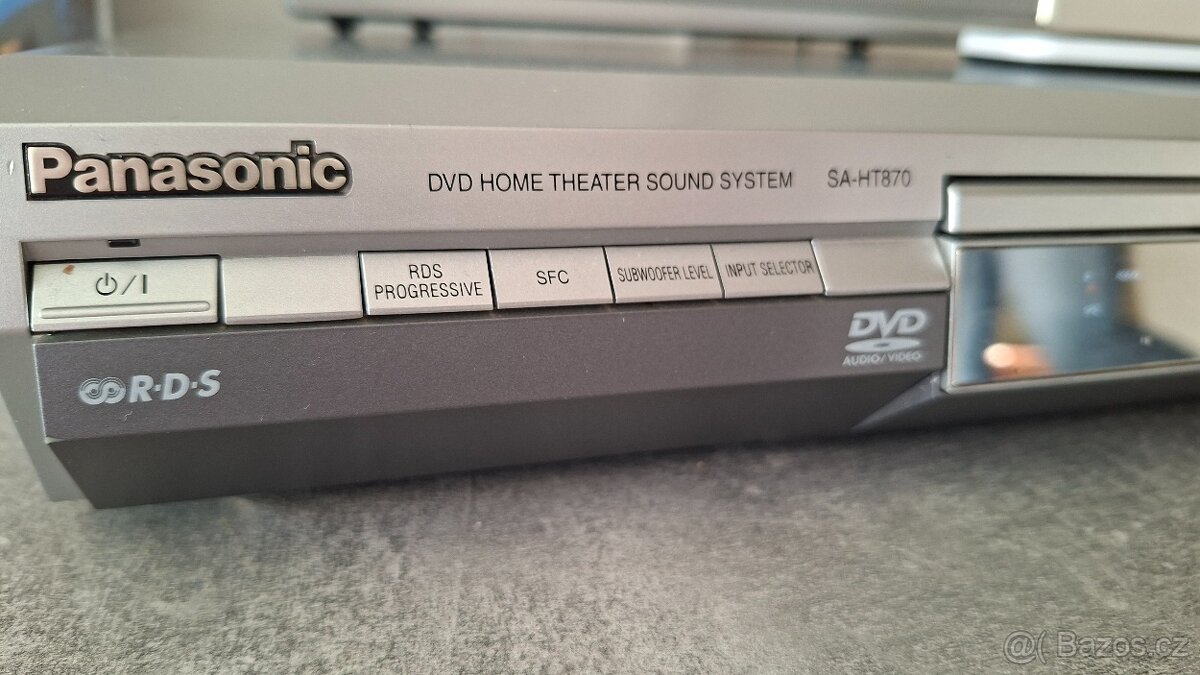 Panasonic
DVD HOME THEATER SOUND SYSTEM SA-HT870
⏻/I
RDS
PROGRESSIVE
SFC
SUBWOOFER LEVEL
INPUT SELECTOR
R·D·S
DVD
AUDIO/VIDEO
@( Bazos.cz